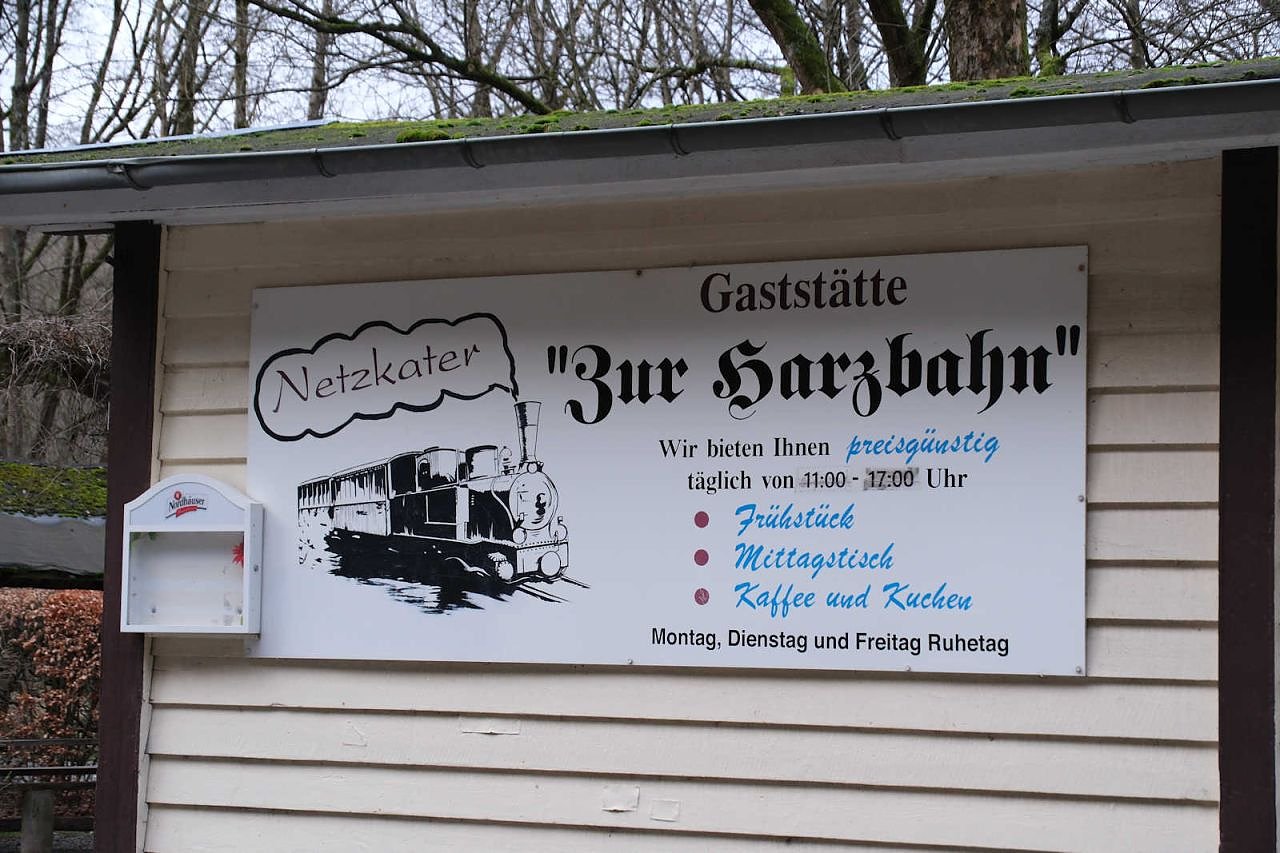 Gaststätte
"Zur Harzbahn"
Netzkater
Wir bieten Ihnen preisgünstig
täglich von 11:00 - 17:00 Uhr
Frühstück
Mittagstisch
Kaffee und Kuchen
Montag, Dienstag und Freitag Ruhetag
Nordhäuser